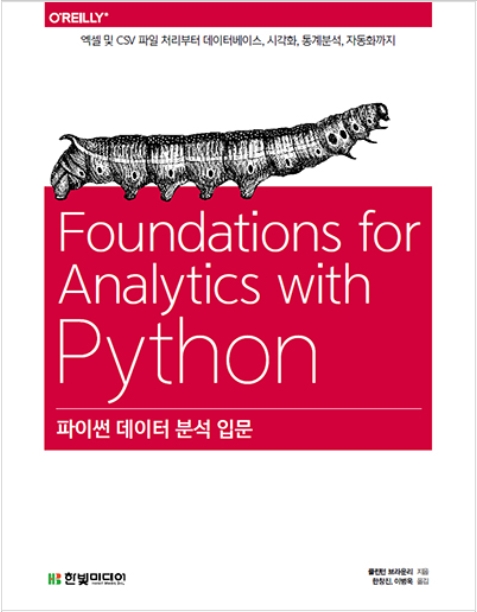 O'REILLY®
엑셀 및 CSV 파일 처리부터 데이터베이스, 시각화, 통계분석, 자동화까지
Foundations for
Analytics with
Python
파이썬 데이터 분석 입문
한빛미디어
클린턴 브라운리 지음
한창진, 이병욱 옮김